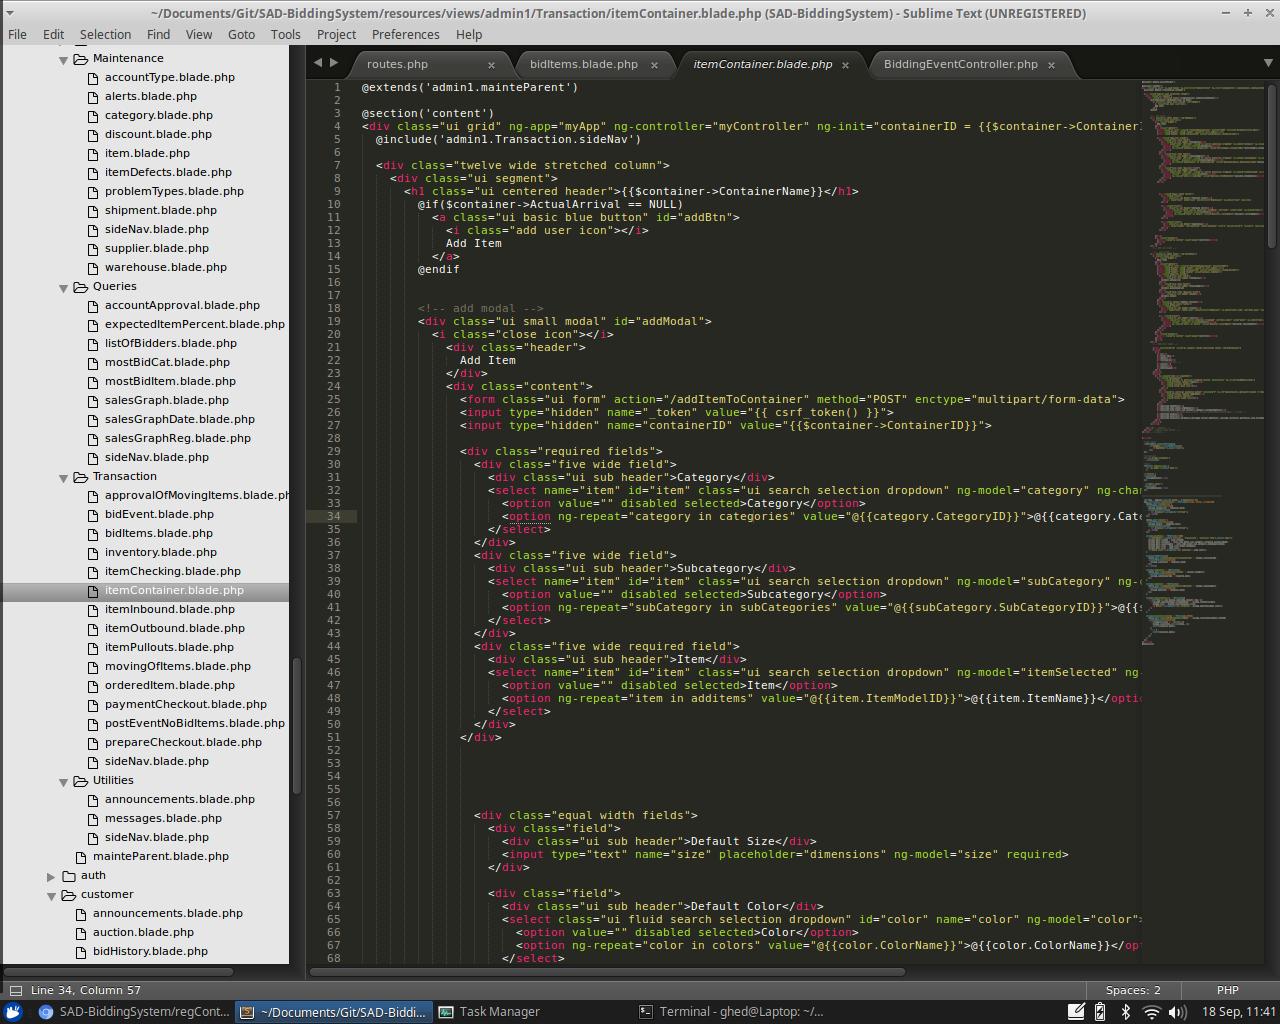 ~/Documents/Git/SAD-BiddingSystem/resources/views/admin1/Transaction/itemContainer.blade.php (SAD-BiddingSystem) - Sublime Text (UNREGISTERED)
File Edit Selection Find View Goto Tools Project Preferences Help
Maintenance
accountType.blade.php
alerts.blade.php
category.blade.php
discount.blade.php
item.blade.php
itemDefects.blade.php
problemTypes.blade.php
shipment.blade.php
sideNav.blade.php
supplier.blade.php
warehouse.blade.php
Queries
accountApproval.blade.php
expectedItemPercent.blade.php
listOfBidders.blade.php
mostBidCat.blade.php
mostBidItem.blade.php
salesGraph.blade.php
salesGraphDate.blade.php
salesGraphReg.blade.php
sideNav.blade.php
Transaction
approvalOfMovingItems.blade.ph
bidEvent.blade.php
bidItems.blade.php
inventory.blade.php
itemChecking.blade.php
itemContainer.blade.php
itemInbound.blade.php
itemOutbound.blade.php
itemPullouts.blade.php
movingOfItems.blade.php
orderedItem.blade.php
paymentCheckout.blade.php
postEventNoBidItems.blade.php
prepareCheckout.blade.php
sideNav.blade.php
Utilities
announcements.blade.php
messages.blade.php
sideNav.blade.php
mainteParent.blade.php
auth
customer
announcements.blade.php
auction.blade.php
bidHistory.blade.php
routes.php × bidItems.blade.php × itemContainer.blade.php × BiddingEventController.php ×
1 @extends('admin1.mainteParent')
2
3 @section('content')
4 <div class="ui grid" ng-app="myApp" ng-controller="myController" ng-init="containerID = {{$container->Container
5 @include('admin1.Transaction.sideNav')
6
7 <div class="twelve wide stretched column">
8 <div class="ui segment">
9 <h1 class="ui centered header">{{$container->ContainerName}}</h1>
10 @if($container->ActualArrival == NULL)
11 <a class="ui basic blue button" id="addBtn">
12 <i class="add user icon"></i>
13 Add Item
14 </a>
15 @endif
16
17
18 <!-- add modal -->
19 <div class="ui small modal" id="addModal">
20 <i class="close icon"></i>
21 <div class="header">
22 Add Item
23 </div>
24 <div class="content">
25 <form class="ui form" action="/addItemToContainer" method="POST" enctype="multipart/form-data">
26 <input type="hidden" name="_token" value="{{ csrf_token() }}">
27 <input type="hidden" name="containerID" value="{{$container->ContainerID}}">
28
29 <div class="required fields">
30 <div class="five wide field">
31 <div class="ui sub header">Category</div>
32 <select name="item" id="item" class="ui search selection dropdown" ng-model="category" ng-cha
33 <option value="" disabled selected>Category</option>
34 <option ng-repeat="category in categories" value="@{{category.CategoryID}}">@{{category.Cate
35 </select>
36 </div>
37 <div class="five wide field">
38 <div class="ui sub header">Subcategory</div>
39 <select name="item" id="item" class="ui search selection dropdown" ng-model="subCategory" ng-
40 <option value="" disabled selected>Subcategory</option>
41 <option ng-repeat="subCategory in subCategories" value="@{{subCategory.SubCategoryID}}">@{{s
42 </select>
43 </div>
44 <div class="five wide required field">
45 <div class="ui sub header">Item</div>
46 <select name="item" id="item" class="ui search selection dropdown" ng-model="itemSelected" ng-
47 <option value="" disabled selected>Item</option>
48 <option ng-repeat="item in additems" value="@{{item.ItemModelID}}">@{{item.ItemName}}</optio
49 </select>
50 </div>
51 </div>
52
53
54
55
56
57 <div class="equal width fields">
58 <div class="field">
59 <div class="ui sub header">Default Size</div>
60 <input type="text" name="size" placeholder="dimensions" ng-model="size" required>
61 </div>
62
63 <div class="field">
64 <div class="ui sub header">Default Color</div>
65 <select class="ui fluid search selection dropdown" id="color" name="color" ng-model="color">
66 <option value="" disabled selected>Color</option>
67 <option ng-repeat="color in colors" value="@{{color.ColorName}}">@{{color.ColorName}}</opt
68 </select>
Line 34, Column 57 Spaces: 2 PHP
SAD-BiddingSystem/regCont... ~/Documents/Git/SAD-Biddi... Task Manager Terminal - ghed@Laptop: ~/... 18 Sep, 11:41